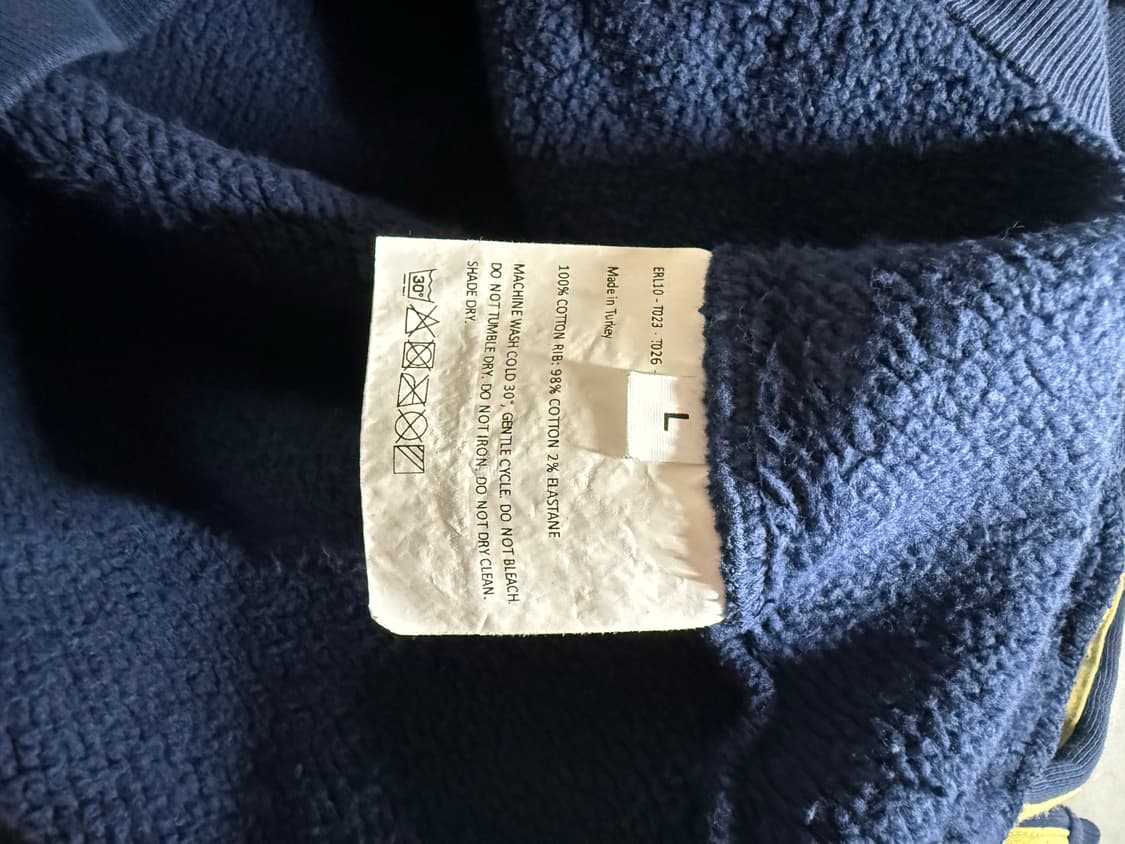 ERL10 - T023 - T026 -
L
Made in Turkey
100% COTTON RIB: 98% COTTON 2% ELASTANE
MACHINE WASH COLD 30°, GENTLE CYCLE. DO NOT BLEACH.
DO NOT TUMBLE DRY. DO NOT IRON. DO NOT DRY CLEAN.
SHADE DRY.
30°